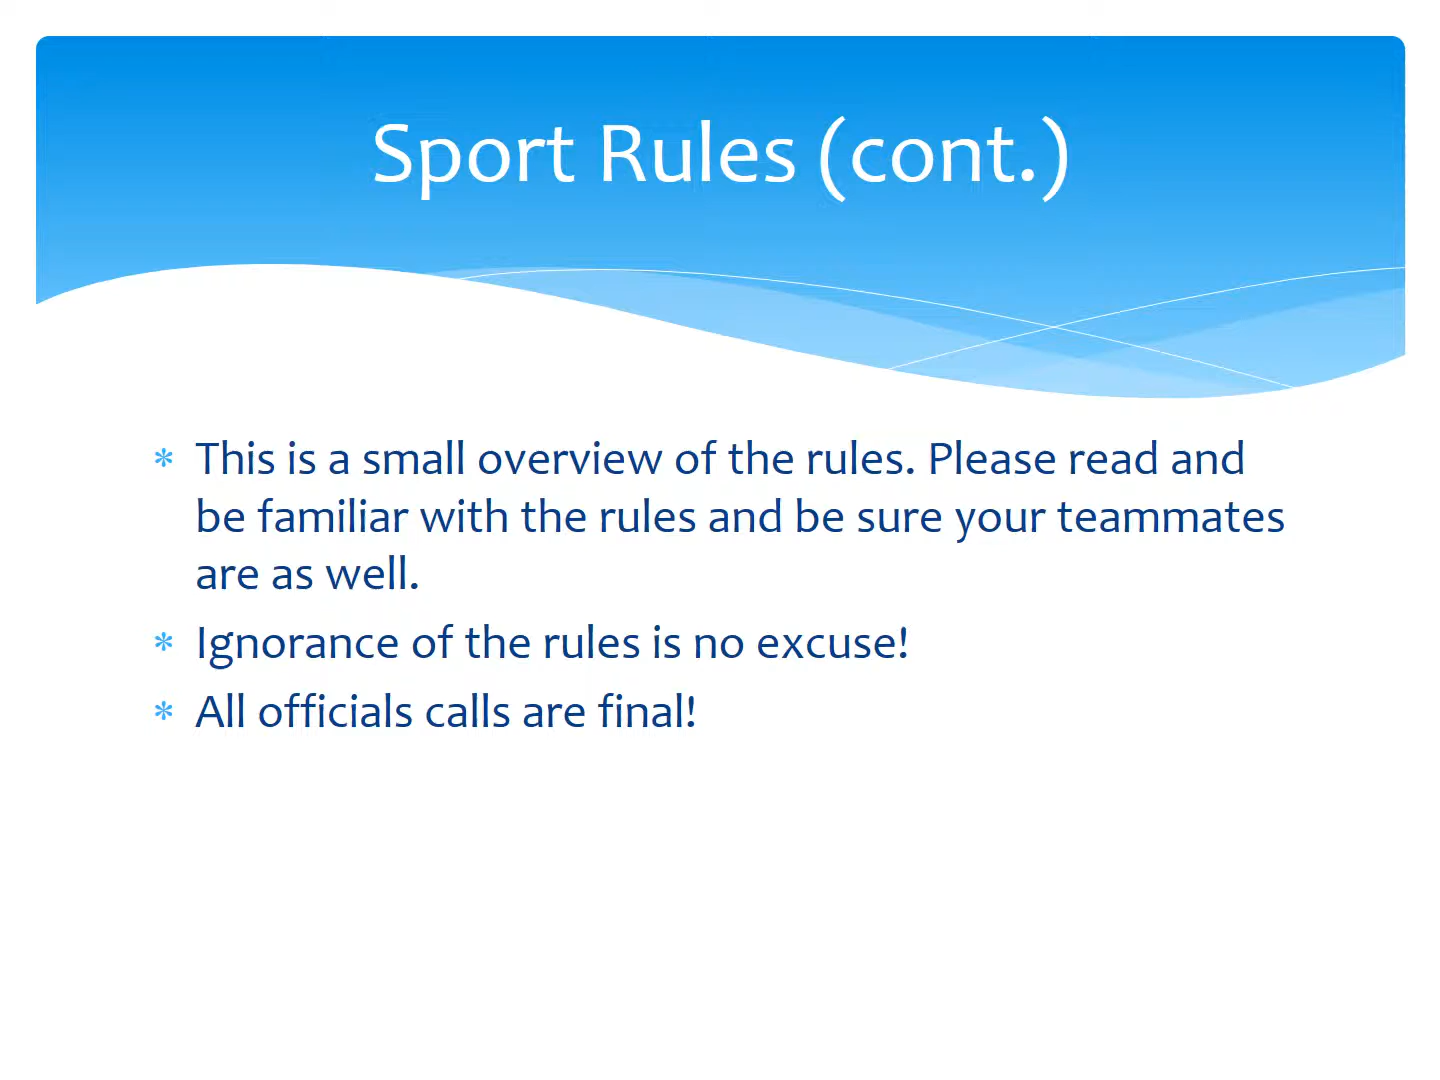 Sport Rules (cont.)
* This is a small overview of the rules. Please read and
be familiar with the rules and be sure your teammates
are as well.
* Ignorance of the rules is no excuse!
* All officials calls are final!